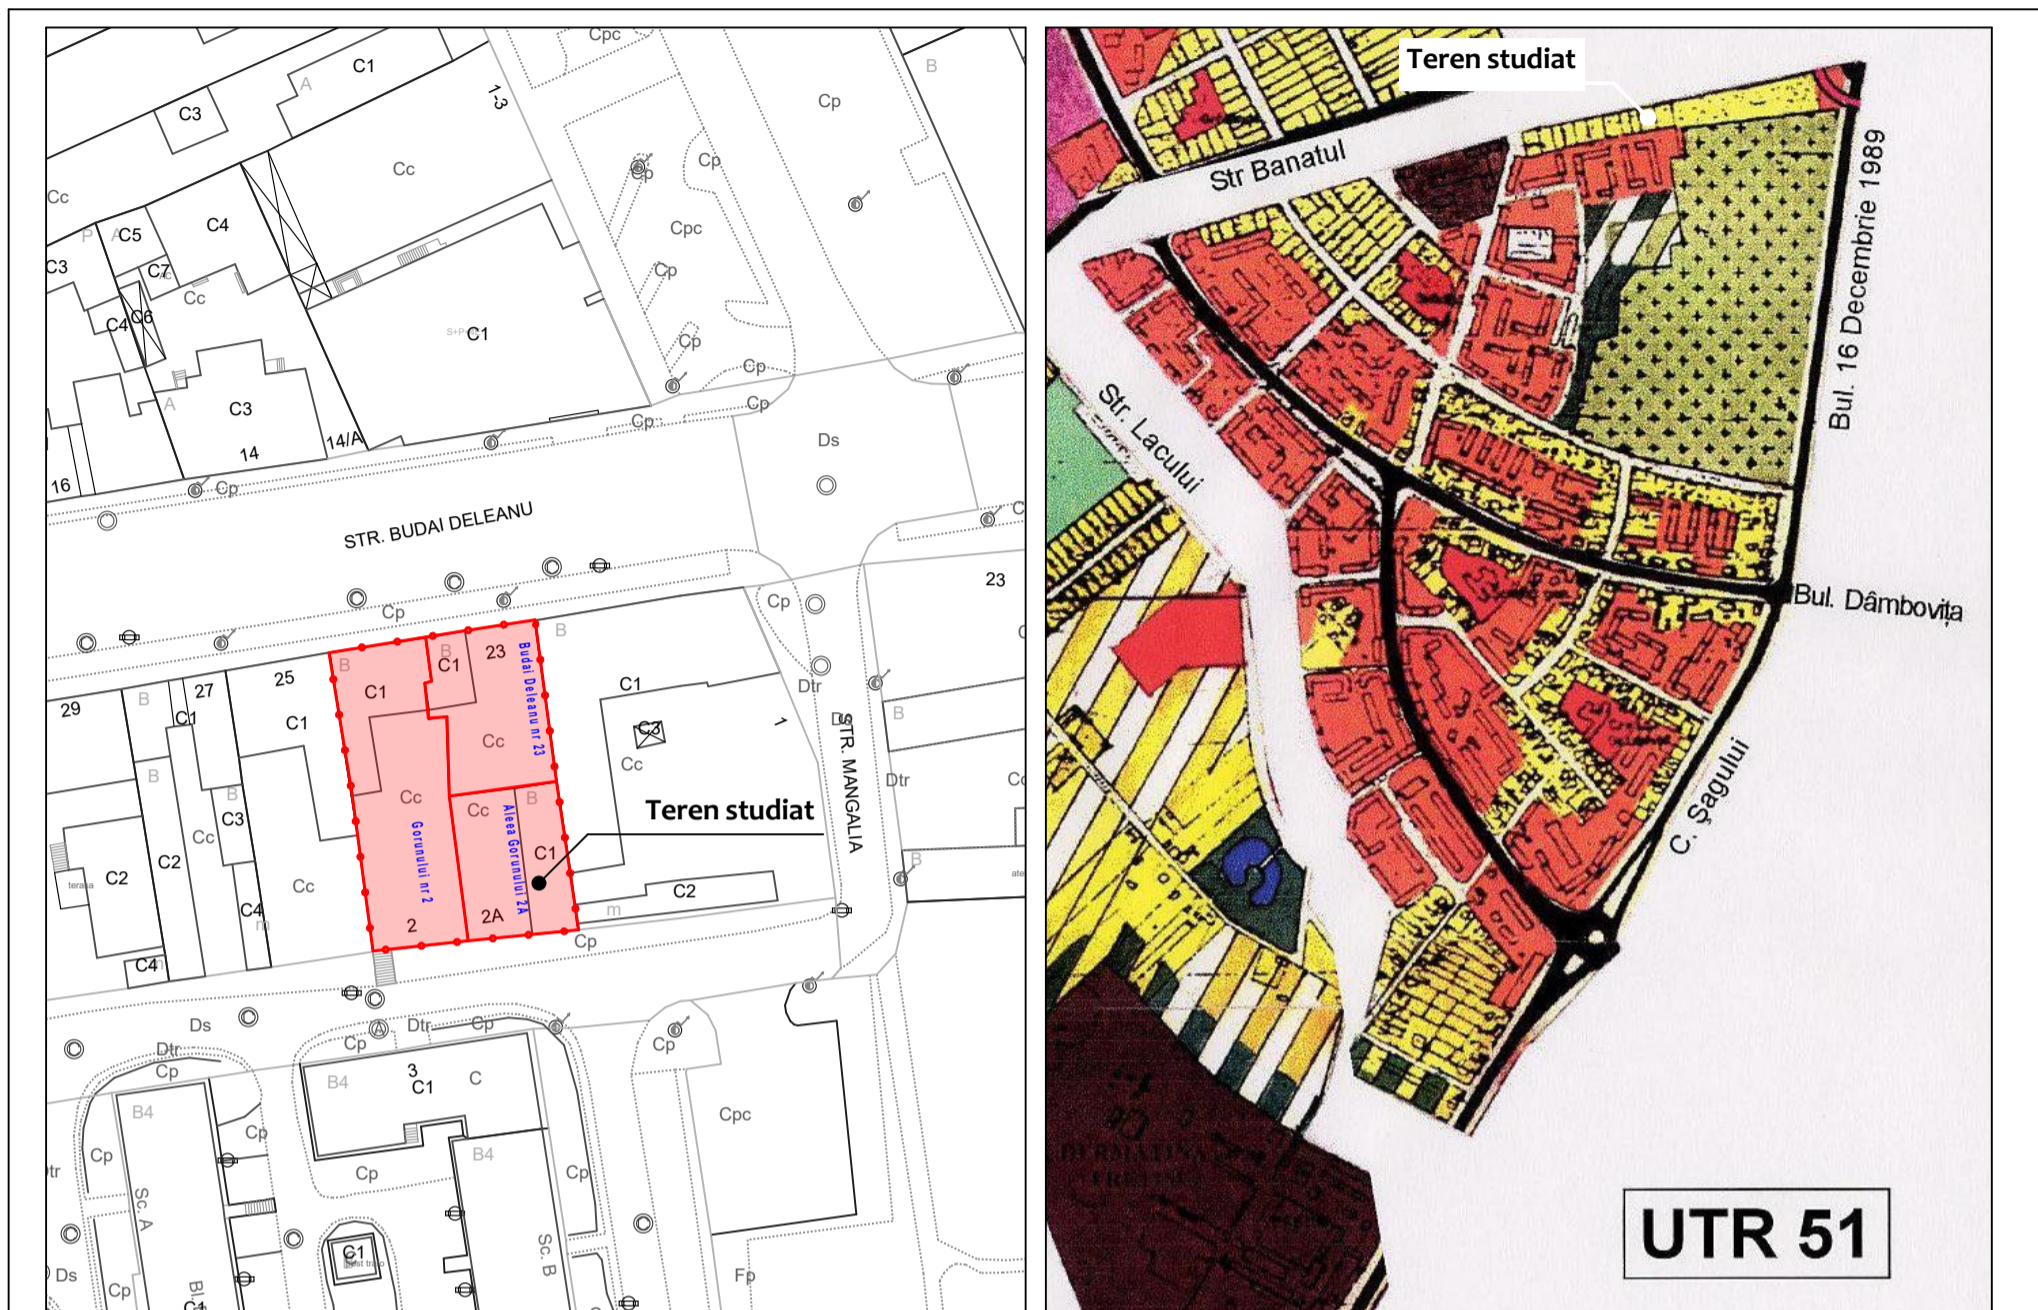 Cpc
C1
A
B
1-3
Cp
C3
Cc
Cp
Cp
Cc
C5
C4
Cpc
P
A
C3
C7
Cp
Cc
C4
C6
S+P
C1
Cp
Cp
A
C3
Cp
14
14/A
Cp
Ds
16
Cp
C
STR. BUDAI DELEANU
23
Cp
Cp
B
B
B
C1
23
C1
Budai Deleanu nr 23
25
27
29
B
C1
C1
C1
Dtr
1
C3
Cc
Cc
STR. MANGALIA
B
Dtr
Cc
B
B
Cc
Cc
Cc
B
Teren studiat
C3
C2
C2
terasa
Gorunului nr 2
Aleea Gorunului 2A
C1
B
ate
Cc
C2
m
C4
m
2
2A
Cp
C4
Ds
A
Dtr
Cp
Cp
Cp
Dtr
Cp
B4
3
C1
C
B4
Cpc
Cp
B4
Cp
Cp
Cp
tr
Sc. A
Sc. B
C1
Ds
Cp
Bl.
Fp
Teren studiat
Str Banatul
Bul. 16 Decembrie 1989
Str. Lacului
Bul. Dâmbovița
C. Șagului
UTR 51